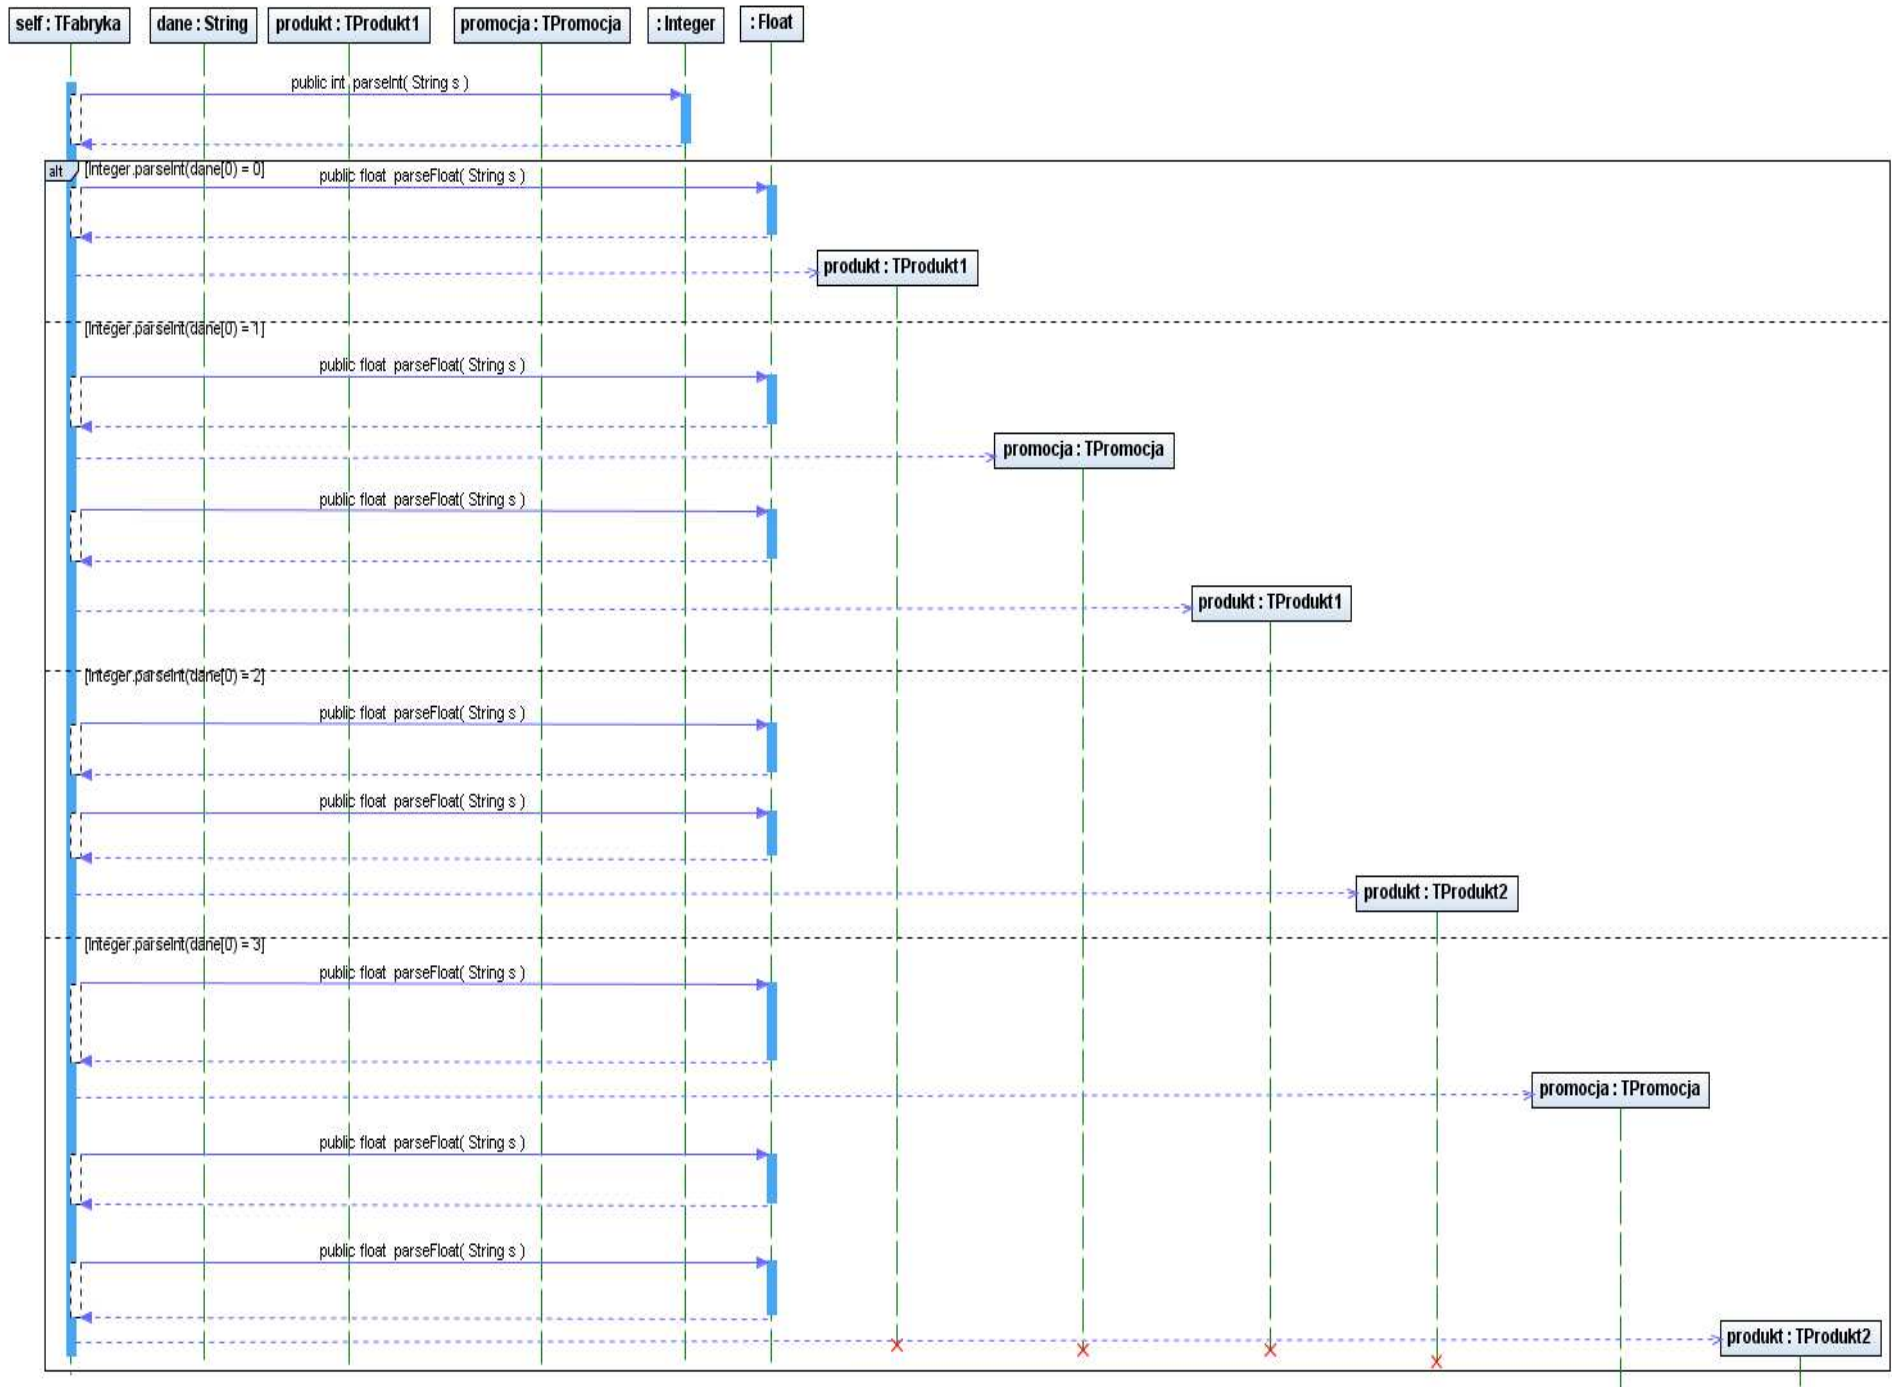 self : TFabryka
dane : String
produkt : TProdukt1
promocja : TPromocja
: Integer
: Float
public int parseInt( String s )
alt
[Integer.parseInt(dane[0) = 0]
public float parseFloat( String s )
produkt : TProdukt1
[Integer.parseInt(dane[0) = 1]
public float parseFloat( String s )
promocja : TPromocja
public float parseFloat( String s )
produkt : TProdukt1
[Integer.parseInt(dane[0) = 2]
public float parseFloat( String s )
public float parseFloat( String s )
produkt : TProdukt2
[Integer.parseInt(dane[0) = 3]
public float parseFloat( String s )
promocja : TPromocja
public float parseFloat( String s )
public float parseFloat( String s )
produkt : TProdukt2